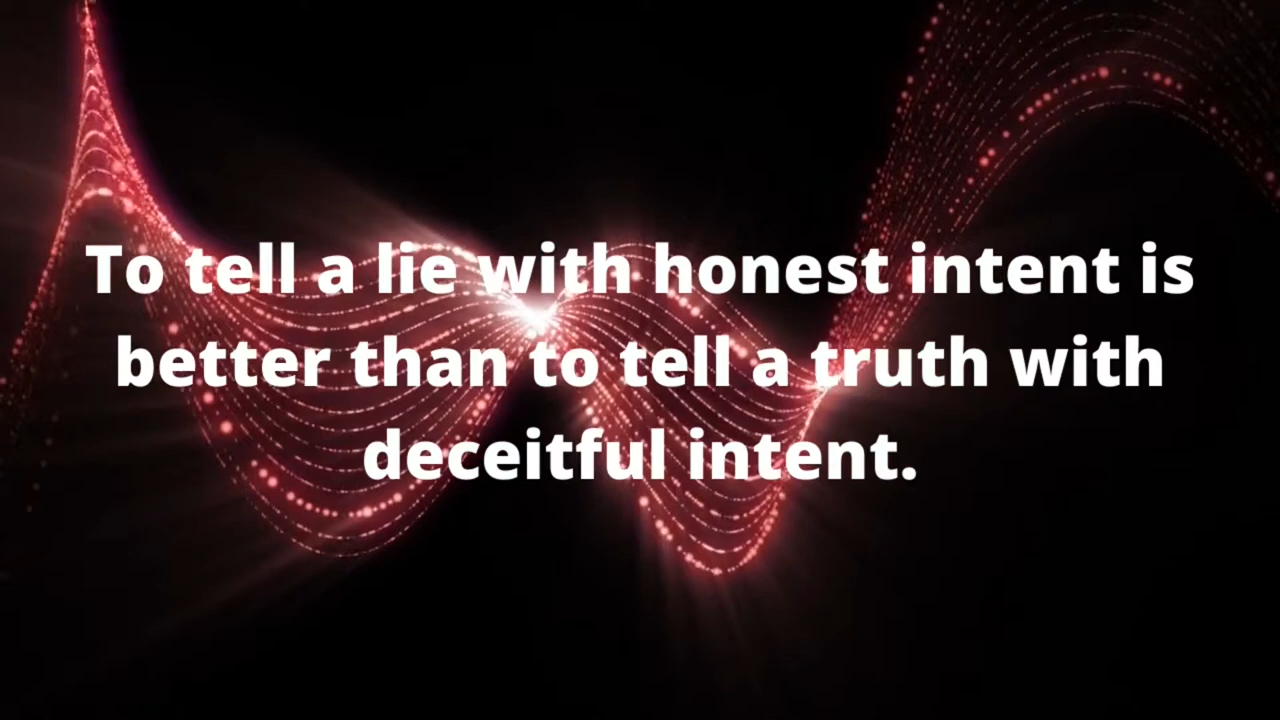 To tell a lie with honest intent is
better than to tell a truth with
deceitful intent.